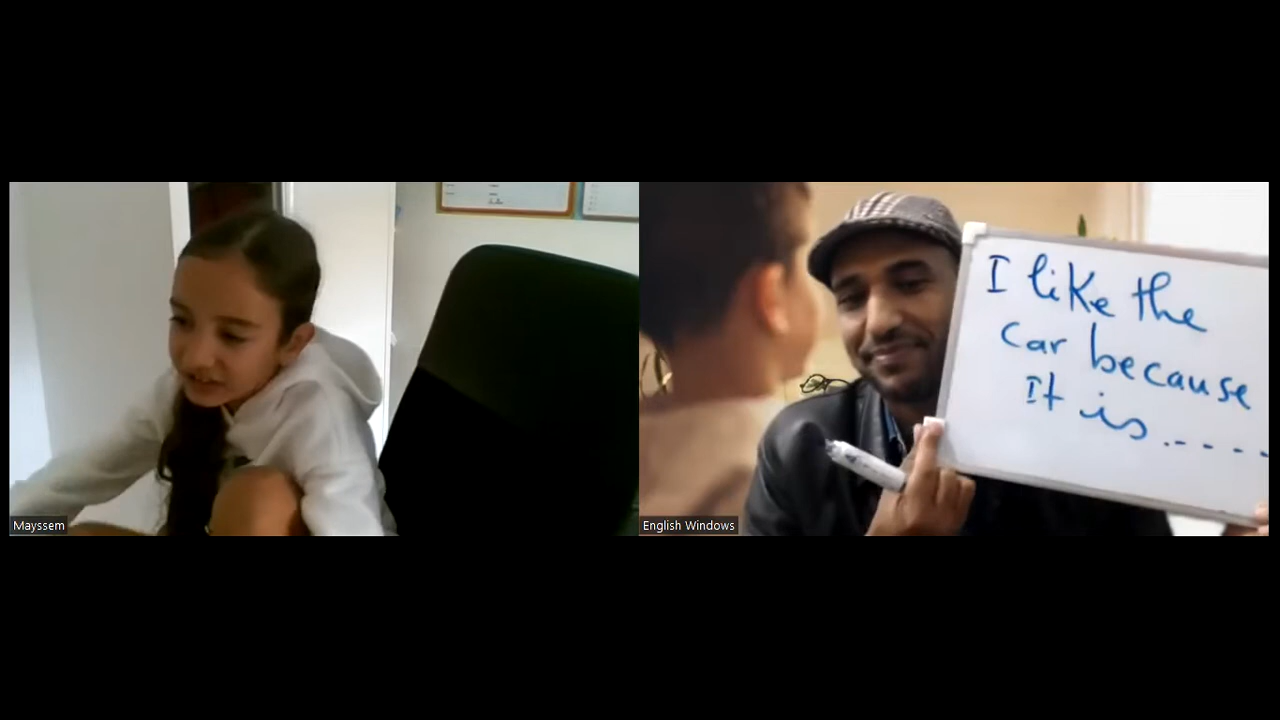 I like the
car because
It is .----
Mayssem
English Windows